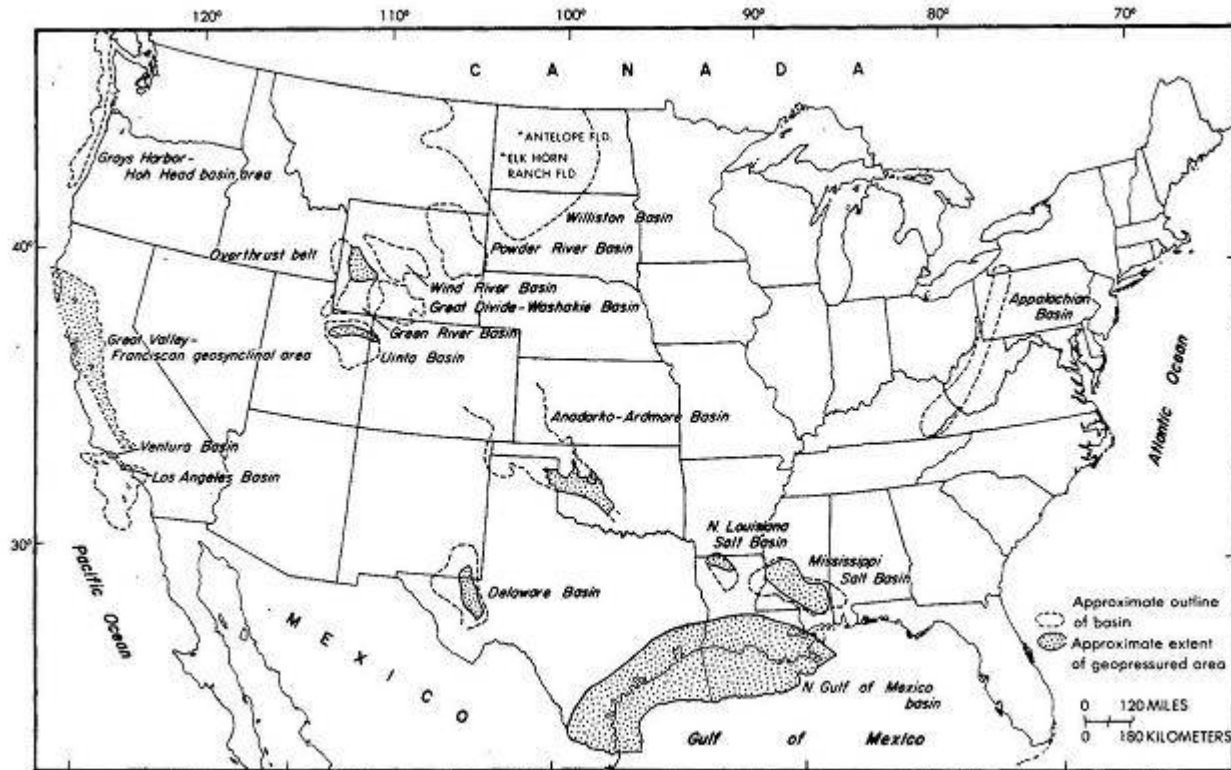 120°
110°
100°
90°
80°
70°
C A N A D A
*ANTELOPE FLD.
*ELK HORN
RANCH FLD
Grays Harbor-
Hoh Head basin area
Williston Basin
40°
Overthrust belt
Powder River Basin
Wind River Basin
Great Divide-Washakie Basin
Green River Basin
Uinta Basin
Appalachian
Basin
Great Valley-
Franciscan geosynclinal area
Atlantic Ocean
Anadarko-Ardmore Basin
Ventura Basin
Los Angeles Basin
30°
N. Louisiana
Salt Basin
Mississippi
Salt Basin
Pacific Ocean
Delaware Basin
MEXICO
Approximate outline
of basin
Approximate extent
of geopressured area
N. Gulf of Mexico
basin
0 120 MILES
0 180 KILOMETERS
Gulf of Mexico